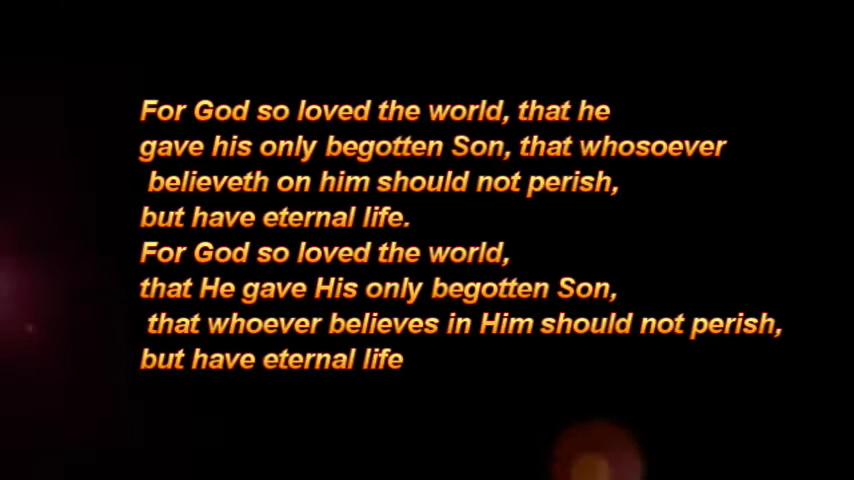 For God so loved the world, that he
gave his only begotten Son, that whosoever
believeth on him should not perish,
but have eternal life.
For God so loved the world,
that He gave His only begotten Son,
that whoever believes in Him should not perish,
but have eternal life